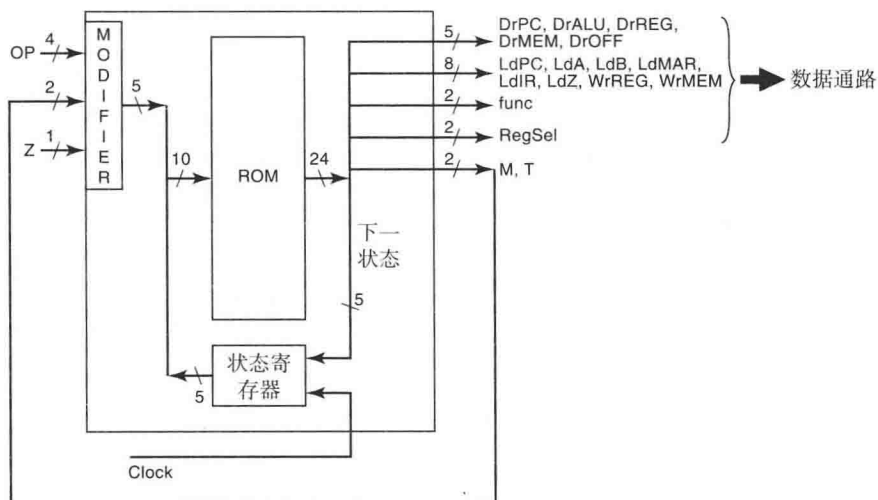 OP 4
2
Z 1
MODIFIER
5
10
ROM
24
5 DrPC, DrALU, DrREG,
DrMEM, DrOFF
8 LdPC, LdA, LdB, LdMAR,
LdIR, LdZ, WrREG, WrMEM
2 func
2 RegSel
2 M, T
数据通路
下一
状态
5
状态寄
存器
5
Clock